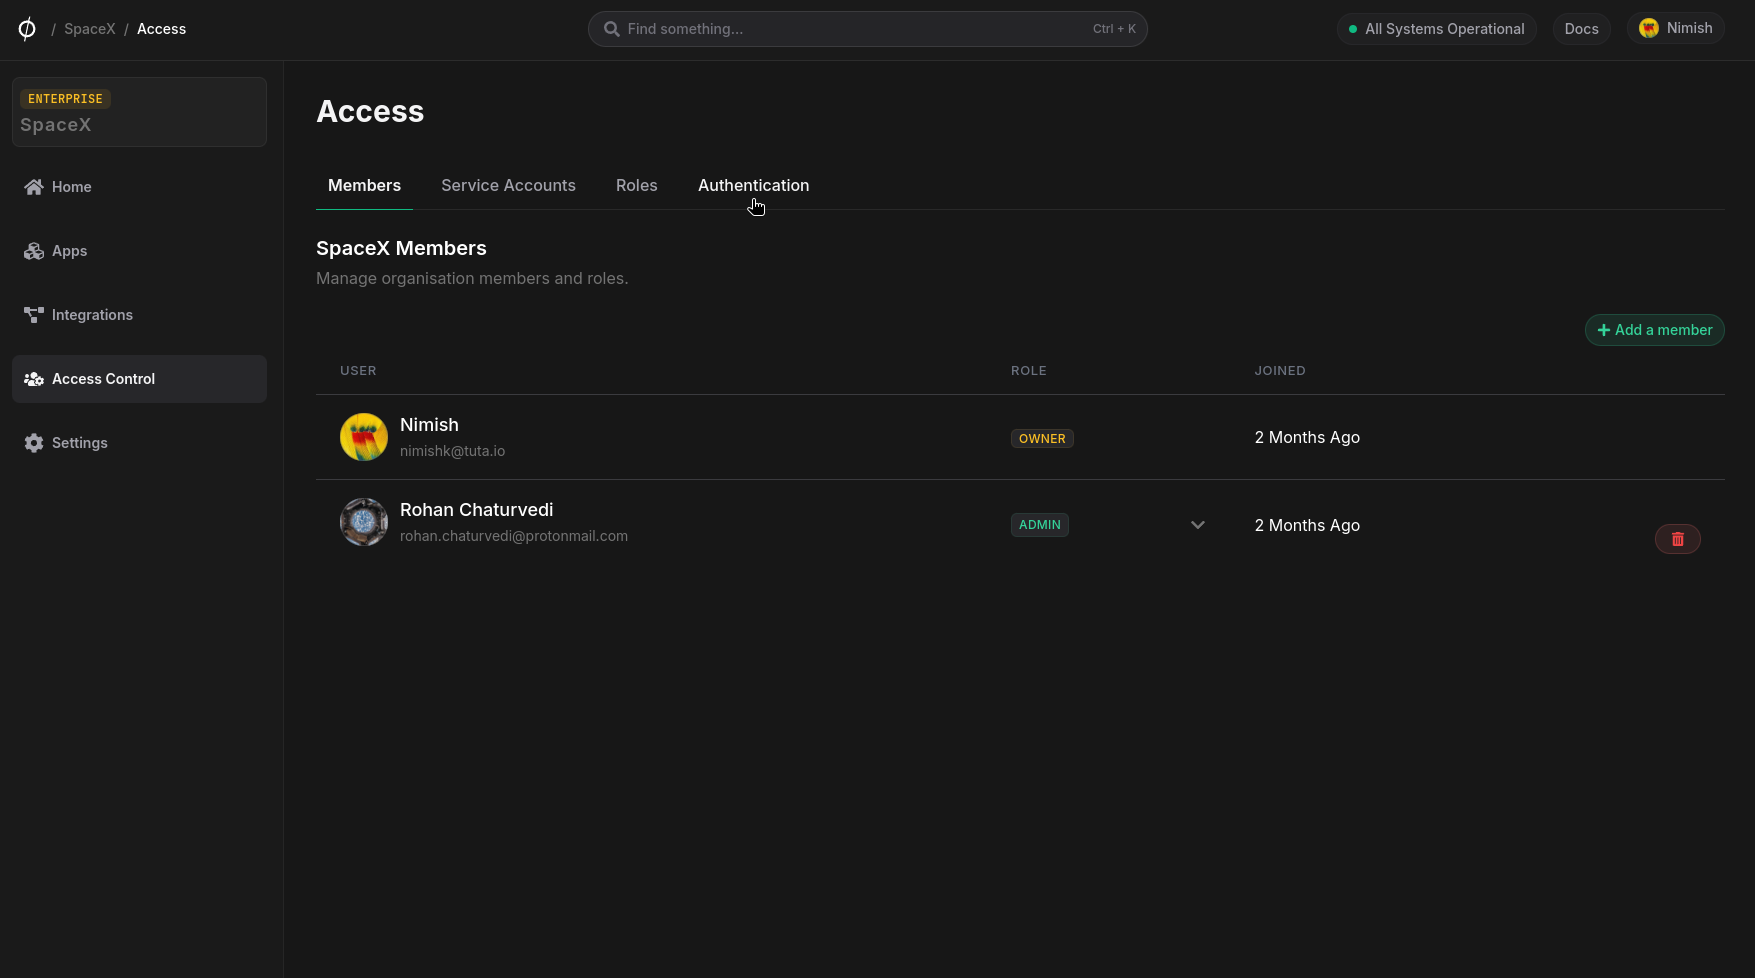 / SpaceX / Access
Find something...
Ctrl + K
All Systems Operational
Docs
Nimish
ENTERPRISE
SpaceX
Home
Apps
Integrations
Access Control
Settings
Access
Members Service Accounts Roles Authentication
SpaceX Members
Manage organisation members and roles.
Add a member
USER ROLE JOINED
Nimish
nimishk@tuta.io
OWNER
2 Months Ago
Rohan Chaturvedi
rohan.chaturvedi@protonmail.com
ADMIN
2 Months Ago